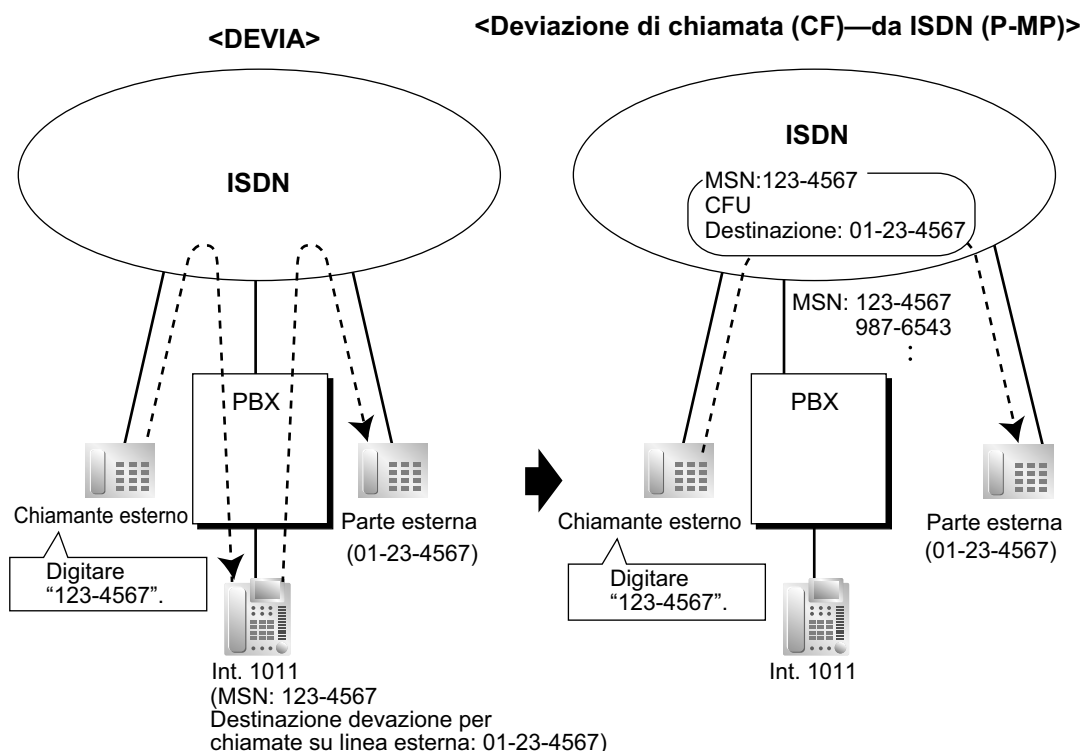 <DEVIA>
ISDN
PBX
Chiamante esterno
Digitare
“123-4567”.
Parte esterna
(01-23-4567)
Int. 1011
(MSN: 123-4567
Destinazione devazione per
chiamate su linea esterna: 01-23-4567)
<Deviazione di chiamata (CF)—da ISDN (P-MP)>
ISDN
MSN:123-4567
CFU
Destinazione: 01-23-4567
MSN: 123-4567
987-6543
:
PBX
Chiamante esterno
Digitare
“123-4567”.
Parte esterna
(01-23-4567)
Int. 1011